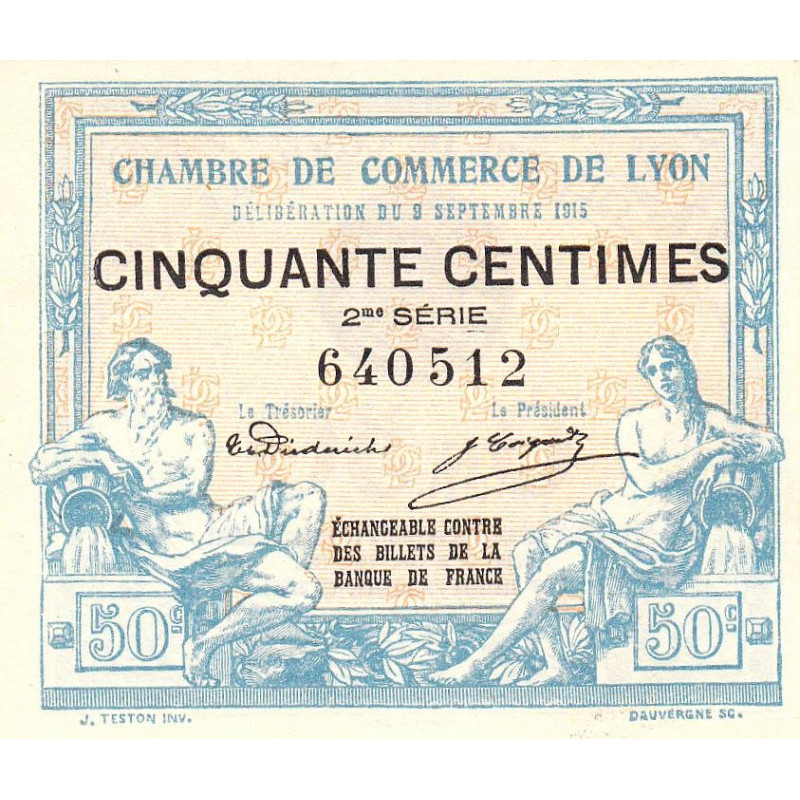 CHAMBRE DE COMMERCE DE LYON
DÉLIBÉRATION DU 9 SEPTEMBRE 1915
CINQUANTE CENTIMES
2me SÉRIE
640512
Le Trésorier Le Président
ÉCHANGEABLE CONTRE
DES BILLETS DE LA
BANQUE DE FRANCE
50c 50c
J. TESTON INV. DAUVERGNE SC.